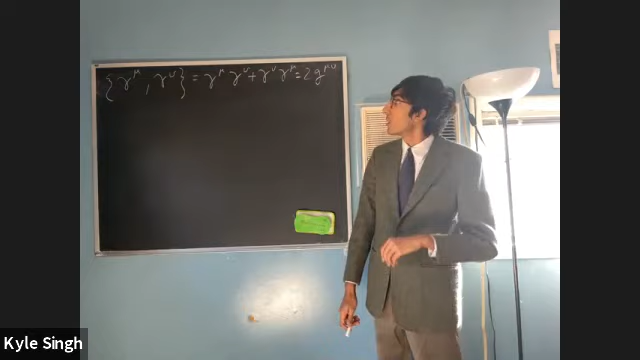 {γ^μ, γ^ν} = γ^μ γ^ν + γ^ν γ^μ = 2g^μν
Kyle Singh